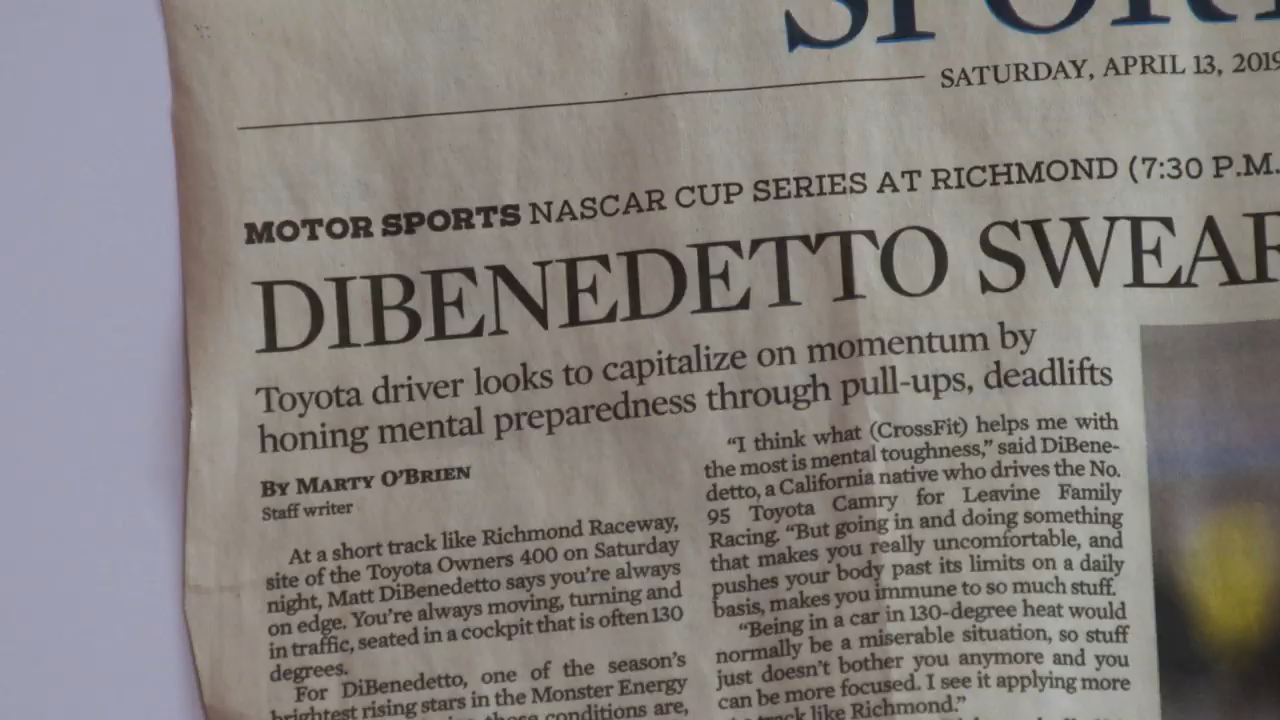 SPORT
SATURDAY, APRIL 13, 2019
MOTOR SPORTS NASCAR CUP SERIES AT RICHMOND (7:30 P.M.
DIBENEDETTO SWEAR
Toyota driver looks to capitalize on momentum by
honing mental preparedness through pull-ups, deadlifts
BY MARTY O'BRIEN
Staff writer
At a short track like Richmond Raceway,
site of the Toyota Owners 400 on Saturday
night, Matt DiBenedetto says you're always
on edge. You're always moving, turning and
in traffic, seated in a cockpit that is often 130
degrees.
For DiBenedetto, one of the season's
brightest rising stars in the Monster Energy
these conditions are,
"I think what (CrossFit) helps me with
the most is mental toughness," said DiBene-
detto, a California native who drives the No.
95 Toyota Camry for Leavine Family
Racing. "But going in and doing something
that makes you really uncomfortable, and
pushes your body past its limits on a daily
basis, makes you immune to so much stuff.
"Being in a car in 130-degree heat would
normally be a miserable situation, so stuff
just doesn't bother you anymore and you
can be more focused. I see it applying more
track like Richmond."